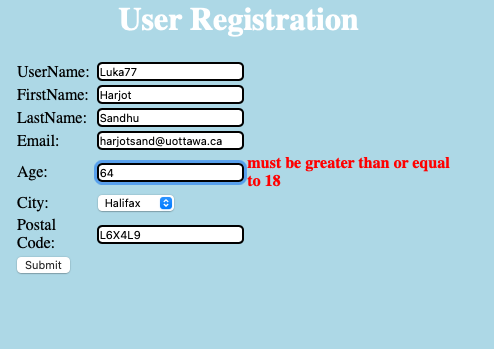 User Registration
UserName: Luka77
FirstName: Harjot
LastName: Sandhu
Email: harjotsand@uottawa.ca
Age: 64 must be greater than or equal
to 18
City: Halifax
Postal
Code: L6X4L9
Submit